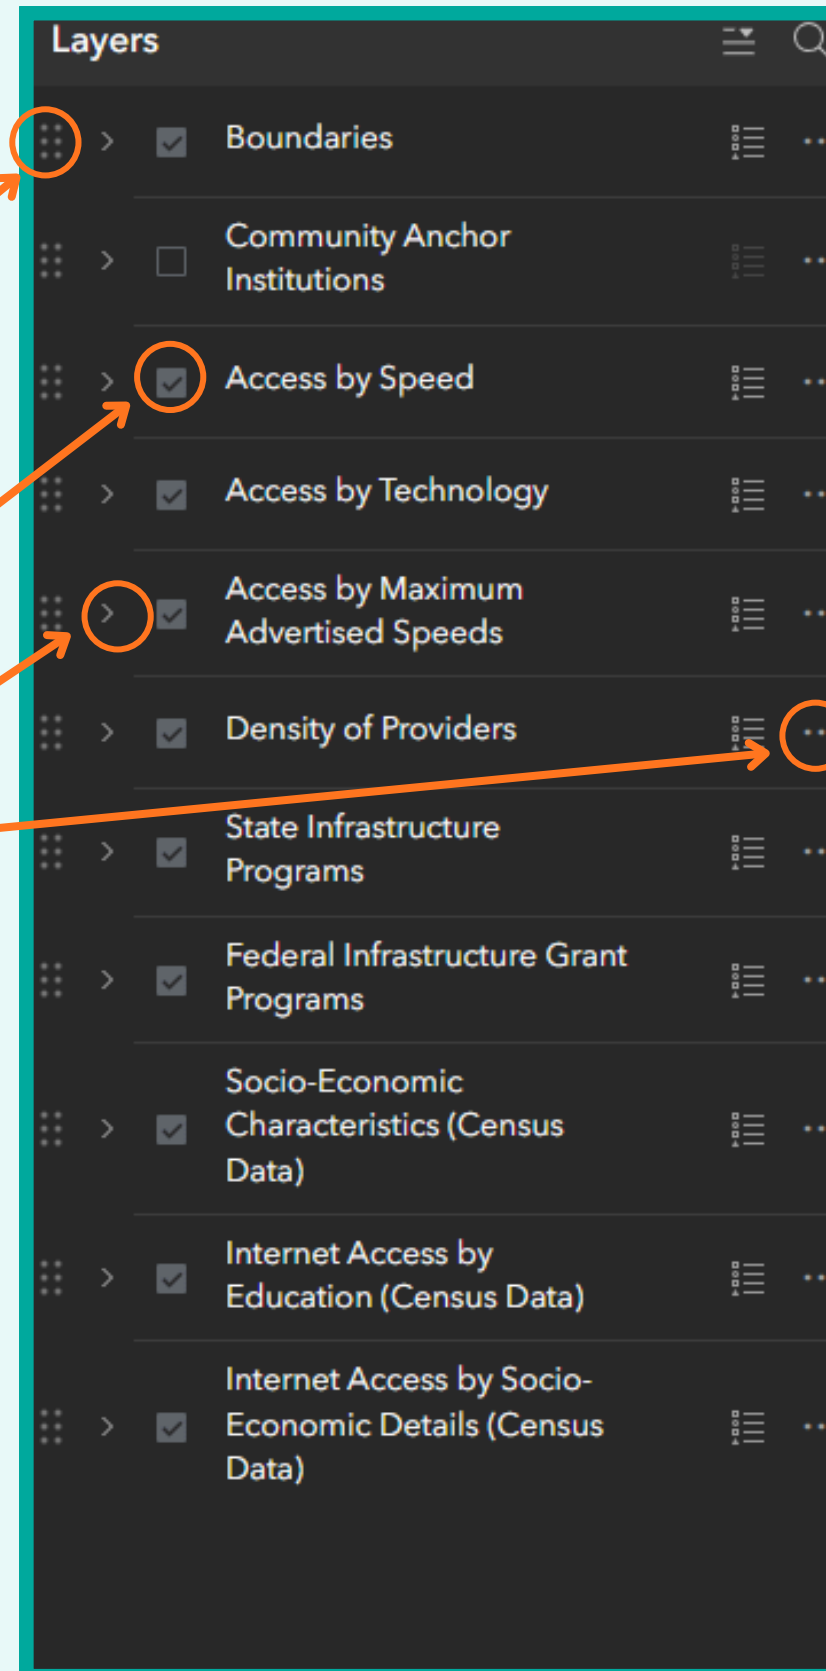 Layers
Boundaries
Community Anchor
Institutions
Access by Speed
Access by Technology
Access by Maximum
Advertised Speeds
Density of Providers
State Infrastructure
Programs
Federal Infrastructure Grant
Programs
Socio-Economic
Characteristics (Census
Data)
Internet Access by
Education (Census Data)
Internet Access by Socio-
Economic Details (Census
Data)